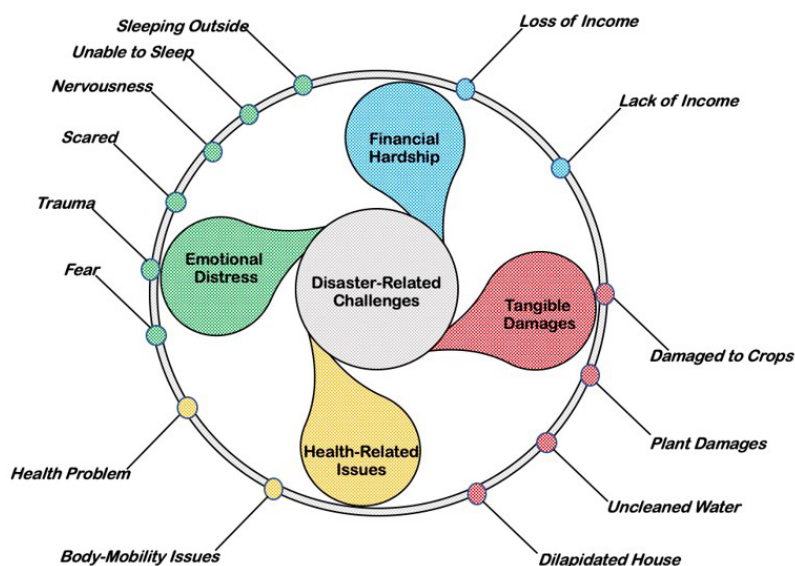 Sleeping Outside
Unable to Sleep
Nervousness
Scared
Trauma
Fear
Health Problem
Body-Mobility Issues
Loss of Income
Lack of Income
Damaged to Crops
Plant Damages
Uncleaned Water
Dilapidated House
Financial
Hardship
Emotional
Distress
Disaster-Related
Challenges
Tangible
Damages
Health-Related
Issues